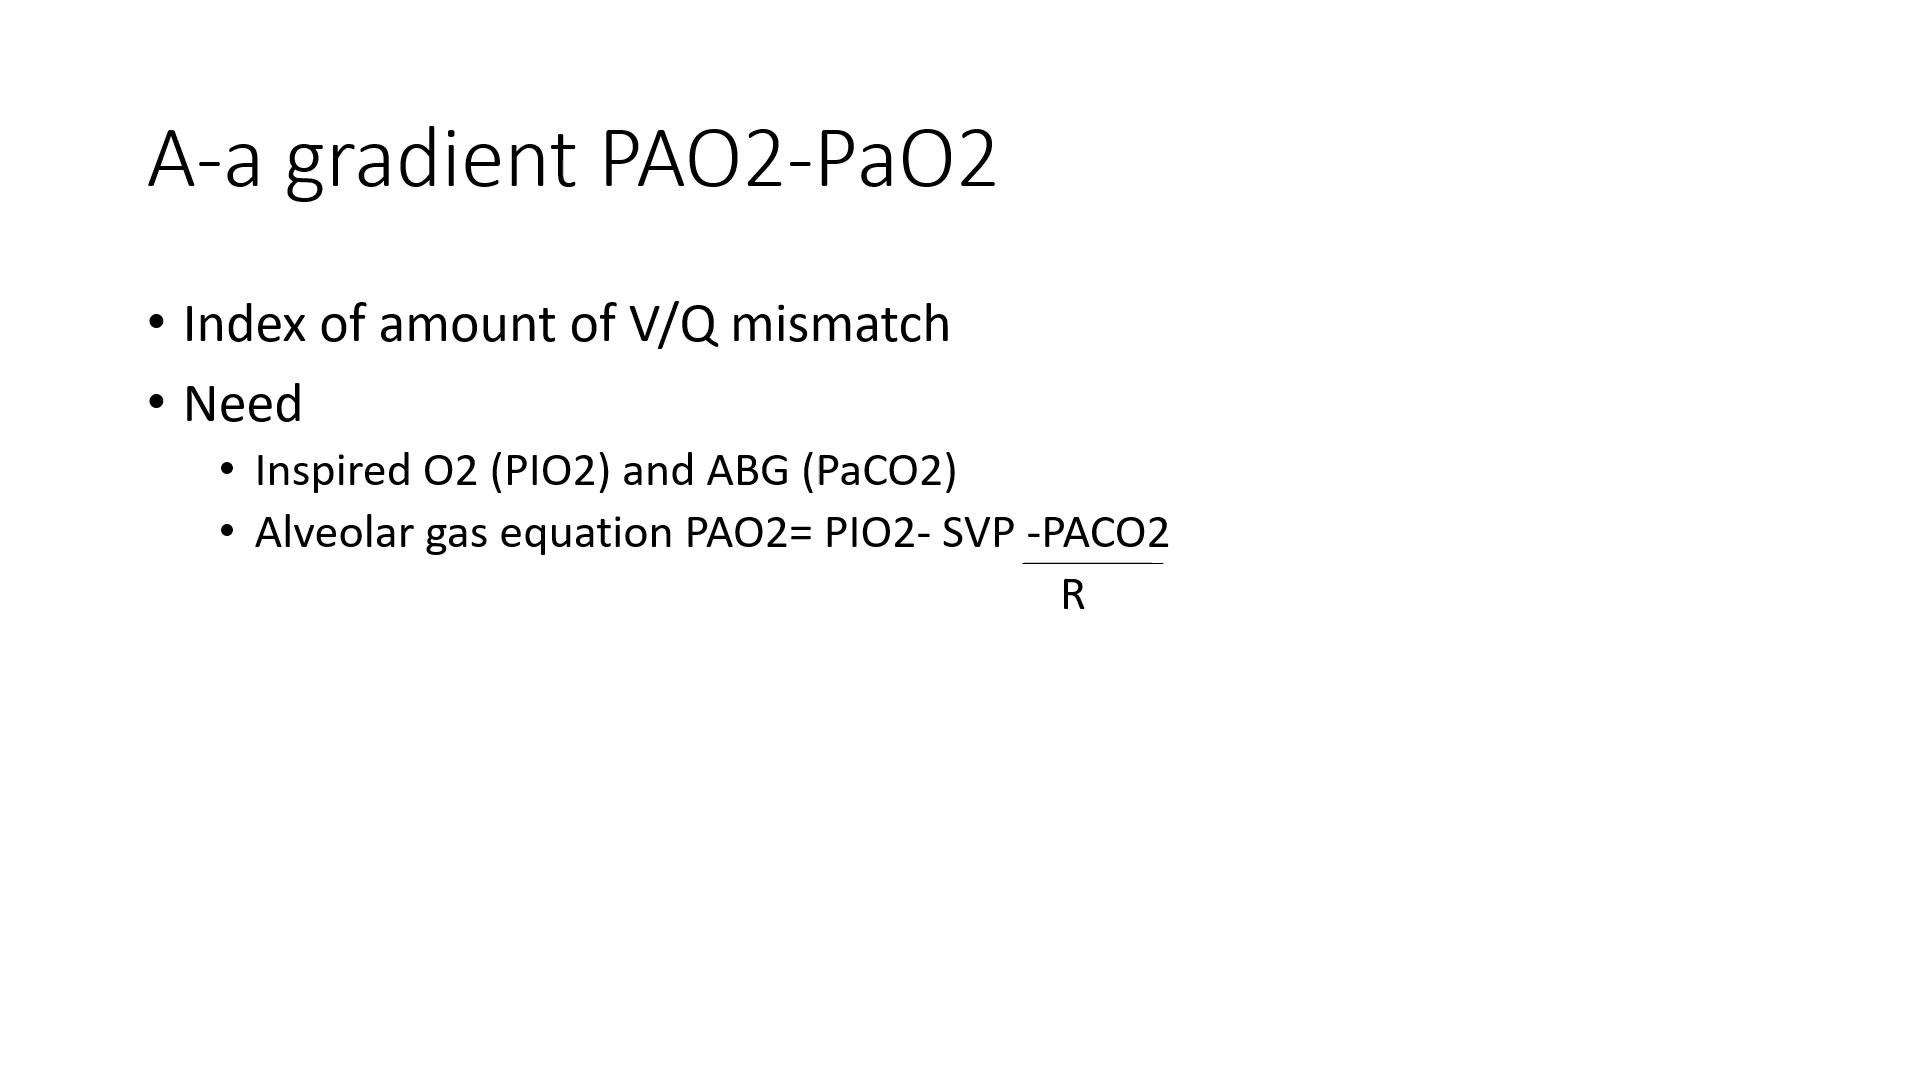 A-a gradient PAO2-PaO2
• Index of amount of V/Q mismatch
• Need
• Inspired O2 (PIO2) and ABG (PaCO2)
• Alveolar gas equation PAO2= PIO2- SVP -PACO2
R